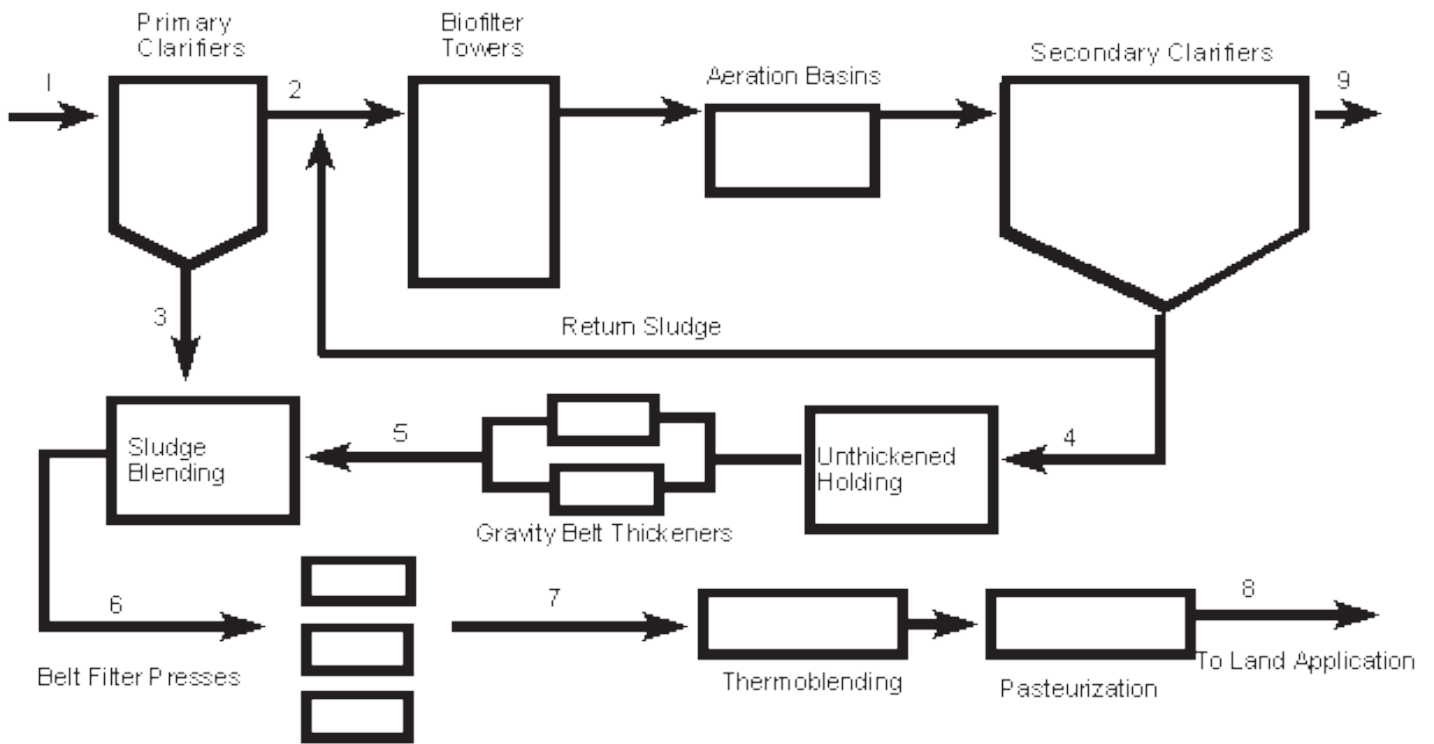 Primary
Clarifiers
Biofilter
Towers
Aeration Basins
Secondary Clarifiers
1
2
9
3
Return Sludge
Sludge
Blending
5
Unthickened
Holding
4
Gravity Belt Thickeners
6
7
8
Belt Filter Presses
Thermoblending
Pasteurization
To Land Application